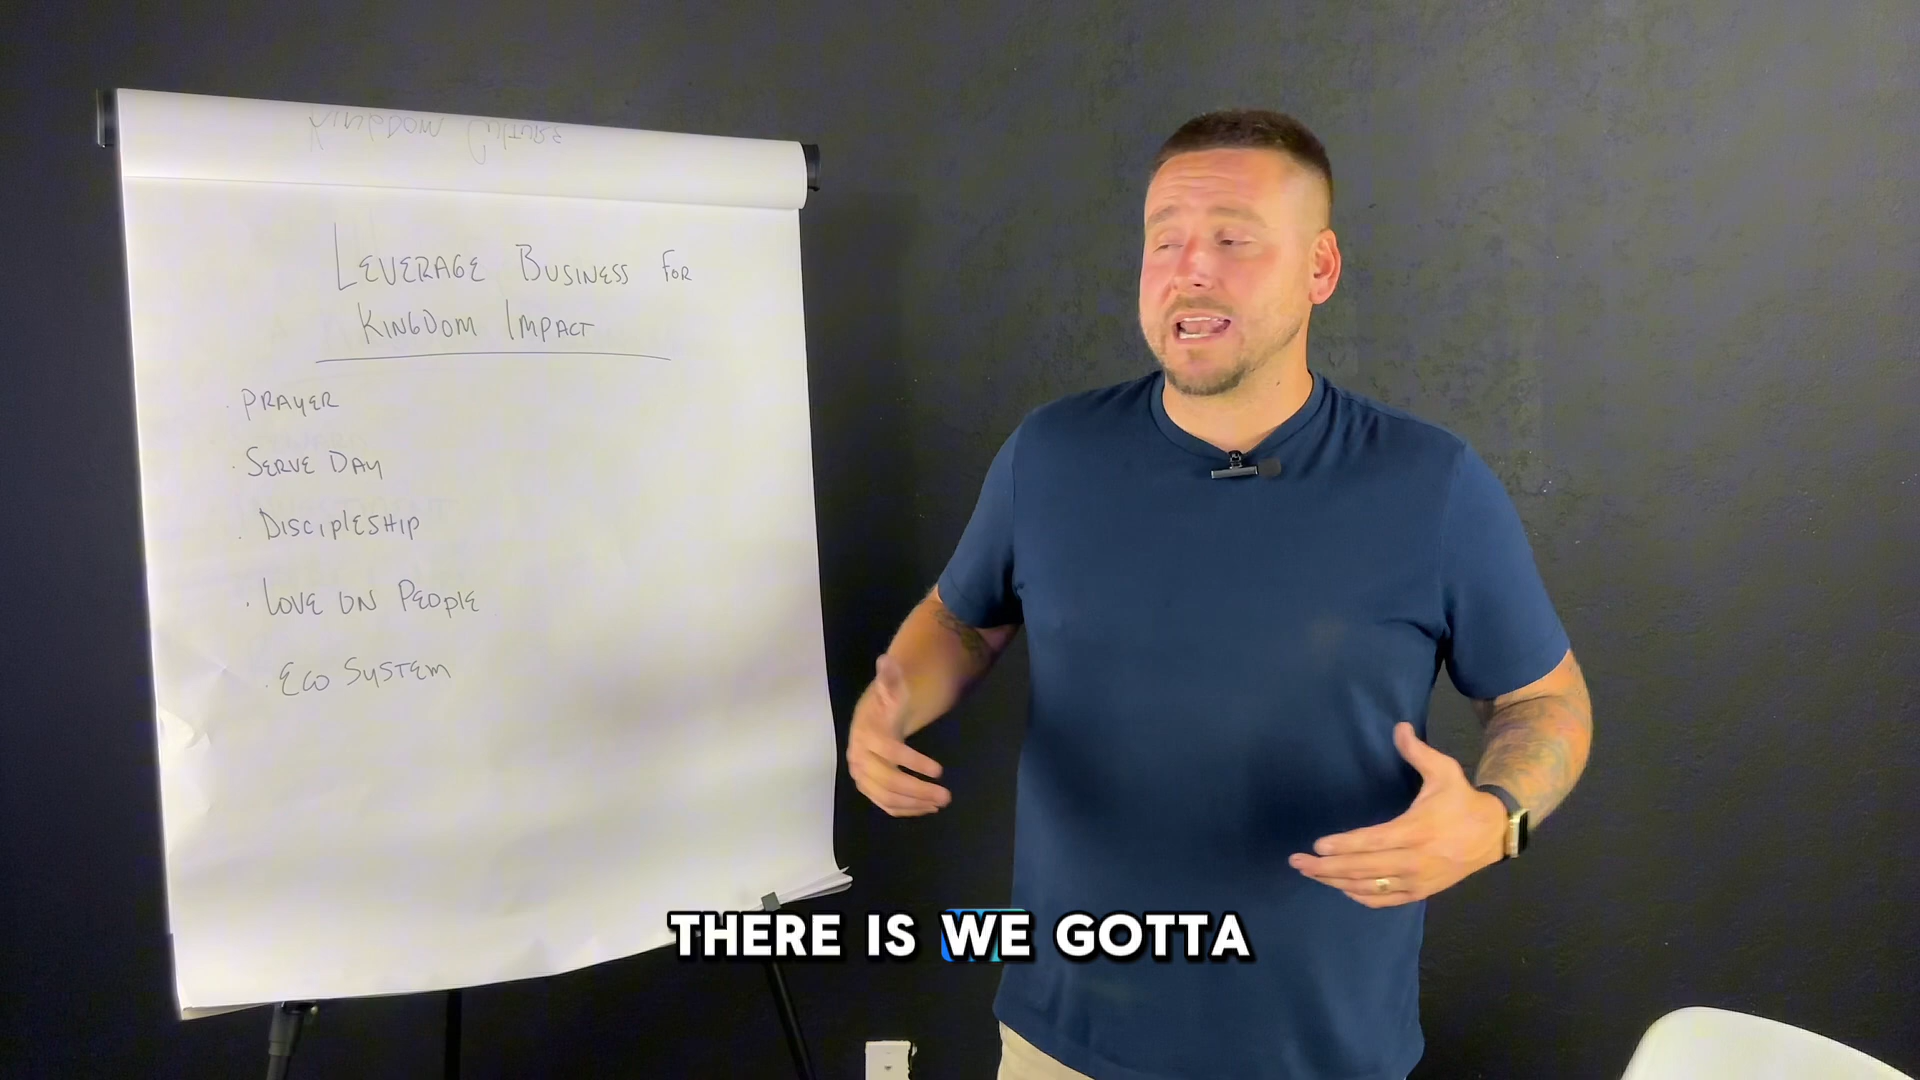 Kingdom Culture
LEVERAGE BUSINESS FOR
KINGDOM IMPACT
· PRAYER
· SERVE DAY
· DISCIPLESHIP
· LOVE ON PEOPLE
· ECO SYSTEM
THERE IS WE GOTTA